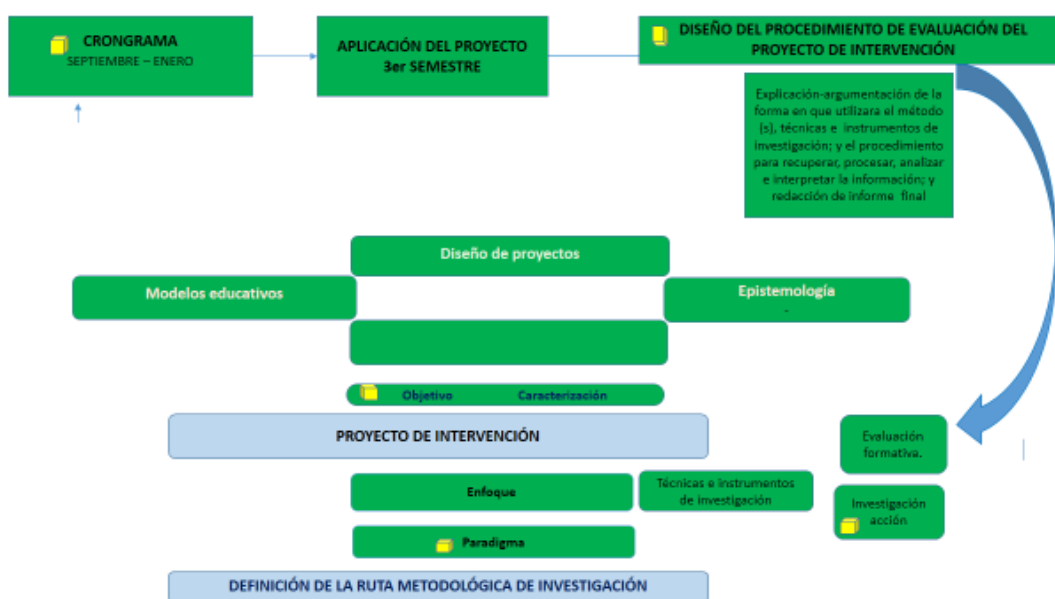 CRONGRAMA
SEPTIEMBRE – ENERO
APLICACIÓN DEL PROYECTO
3er SEMESTRE
DISEÑO DEL PROCEDIMIENTO DE EVALUACIÓN DEL
PROYECTO DE INTERVENCIÓN
Explicación-argumentación de la
forma en que utilizara el método
(s), técnicas e instrumentos de
investigación; y el procedimiento
para recuperar, procesar, analizar
e interpretar la información; y
redacción de informe final
Diseño de proyectos
Modelos educativos
Epistemología
-
Objetivo Caracterización
PROYECTO DE INTERVENCIÓN
Evaluación
formativa.
Enfoque
Técnicas e instrumentos
de investigación
Investigación
acción
Paradigma
DEFINICIÓN DE LA RUTA METODOLÓGICA DE INVESTIGACIÓN